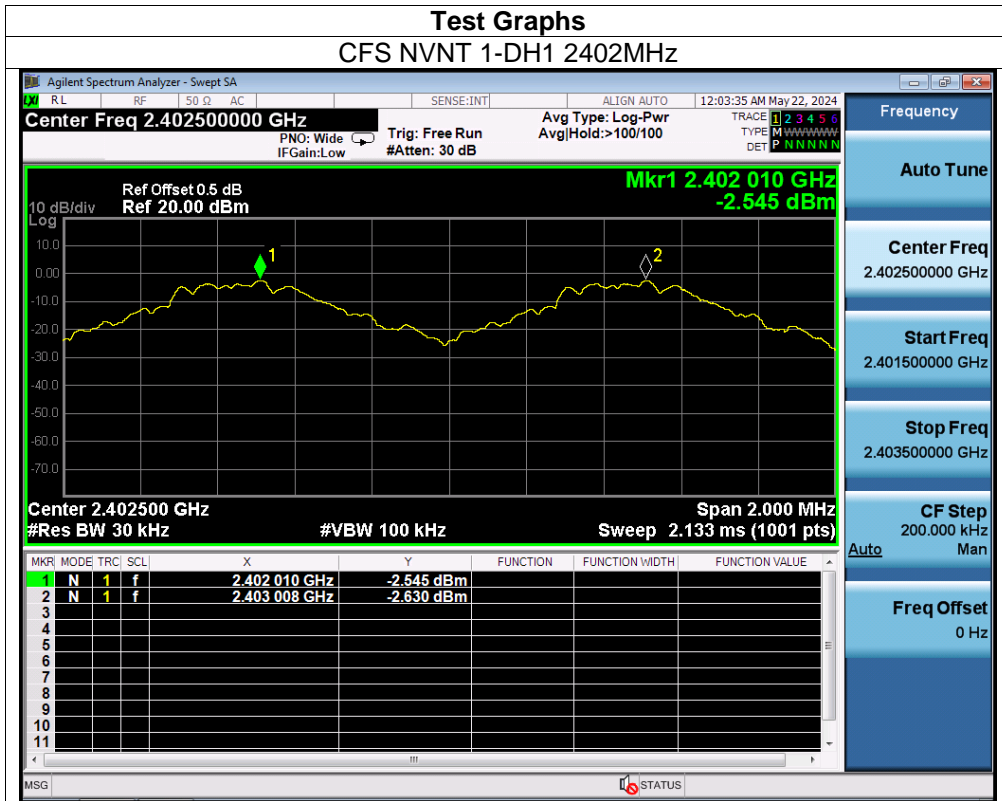 Test Graphs
CFS NVNT 1-DH1 2402MHz
Agilent Spectrum Analyzer - Swept SA
LXI RL RF 50 Ω AC SENSE:INT ALIGN AUTO 12:03:35 AM May 22, 2024
Center Freq 2.402500000 GHz
PNO: Wide
IFGain:Low
Trig: Free Run
#Atten: 30 dB
Avg Type: Log-Pwr
Avg|Hold:>100/100
TRACE 1 2 3 4 5 6
TYPE M WWWWW
DET P N N N N N
Frequency
Auto Tune
Center Freq
2.402500000 GHz
Start Freq
2.401500000 GHz
Stop Freq
2.403500000 GHz
CF Step
200.000 kHz
Auto Man
Freq Offset
0 Hz
Mkr1 2.402 010 GHz
-2.545 dBm
Ref Offset 0.5 dB
10 dB/div Ref 20.00 dBm
Log
10.0
0.00
-10.0
-20.0
-30.0
-40.0
-50.0
-60.0
-70.0
1
2
Center 2.402500 GHz Span 2.000 MHz
#Res BW 30 kHz #VBW 100 kHz Sweep 2.133 ms (1001 pts)
MKR MODE TRC SCL X Y FUNCTION FUNCTION WIDTH FUNCTION VALUE
1 N 1 f 2.402 010 GHz -2.545 dBm
2 N 1 f 2.403 008 GHz -2.630 dBm
3
4
5
6
7
8
9
10
11
MSG STATUS